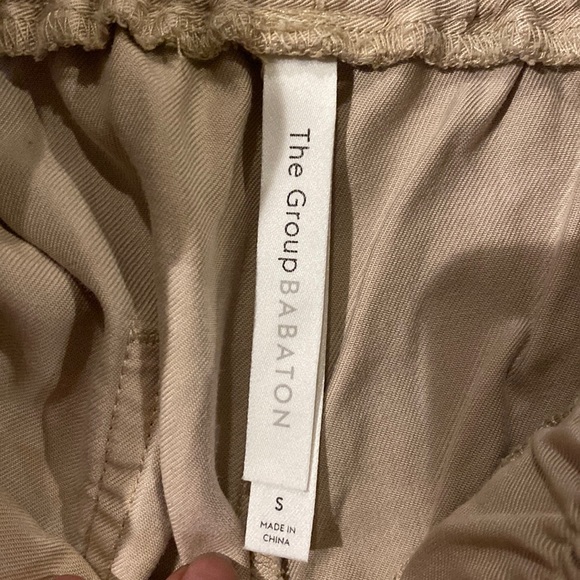 The Group BABATON
S
MADE IN
CHINA